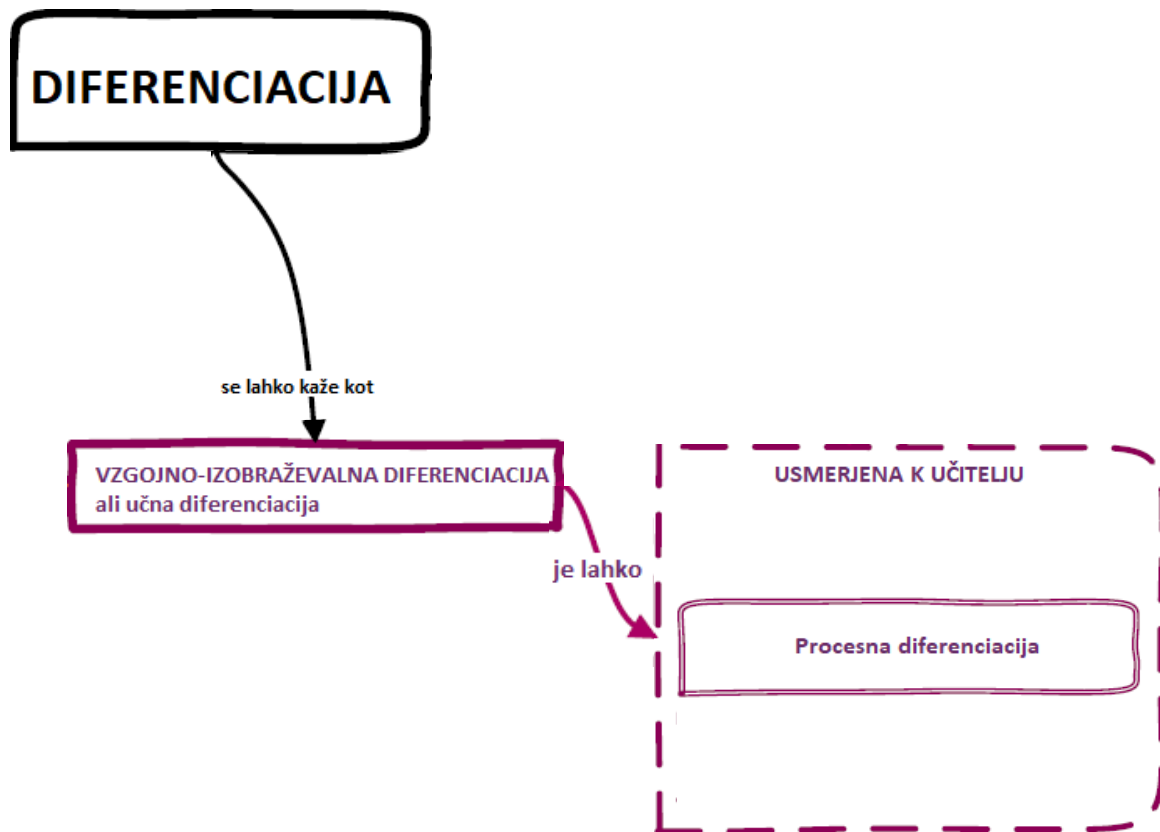 DIFERENCIACIJA
se lahko kaže kot
VZGOJNO-IZOBRAŽEVALNA DIFERENCIACIJA
ali učna diferenciacija
je lahko
USMERJENA K UČITELJU
Procesna diferenciacija